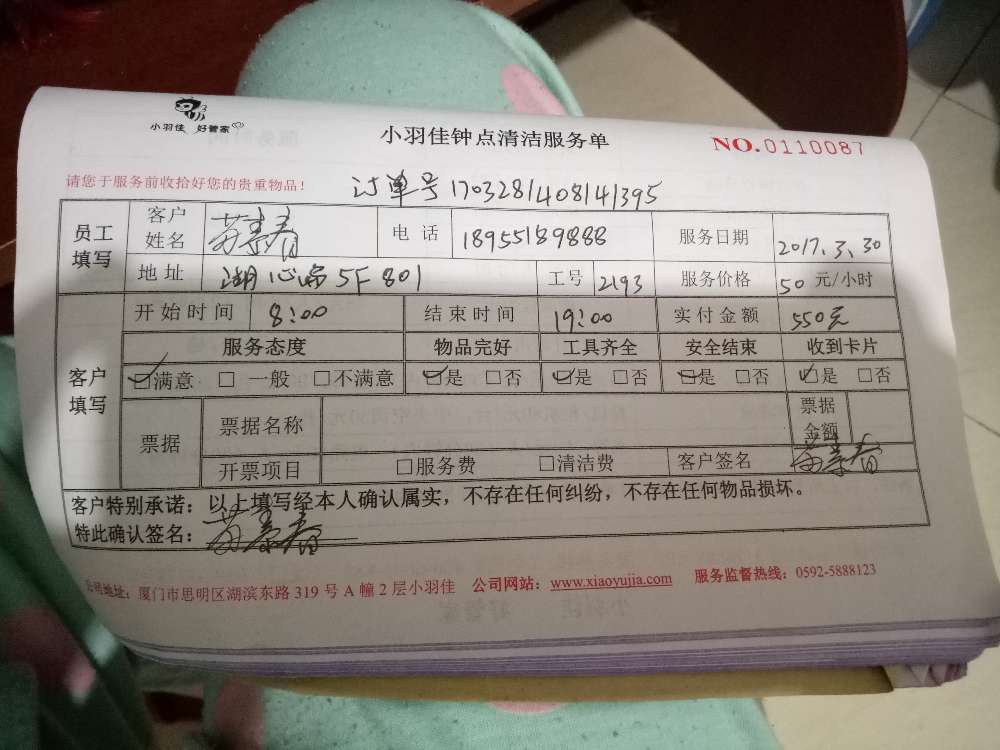 小羽佳 好管家
小羽佳钟点清洁服务单
NO.0110087
请您于服务前收拾好您的贵重物品！
订单号1703281408141395
员工填写 客户姓名 电话 18955189888 服务日期 2017.3.30
地址 湖心岛5F801 工号 2193 服务价格 50元/小时
客户填写 开始时间 8:00 结束时间 19:00 实付金额 550元
服务态度 物品完好 工具齐全 安全结束 收到卡片
☑满意 □一般 □不满意 ☑是 □否 ☑是 □否 ☑是 □否 ☑是 □否
票据 票据名称 票据金额
开票项目 □服务费 □清洁费 客户签名
客户特别承诺：以上填写经本人确认属实，不存在任何纠纷，不存在任何物品损坏。
特此确认签名：
公司地址：厦门市思明区湖滨东路319号A幢2层小羽佳 公司网站：www.xiaoyujia.com 服务监督热线：0592-5888123